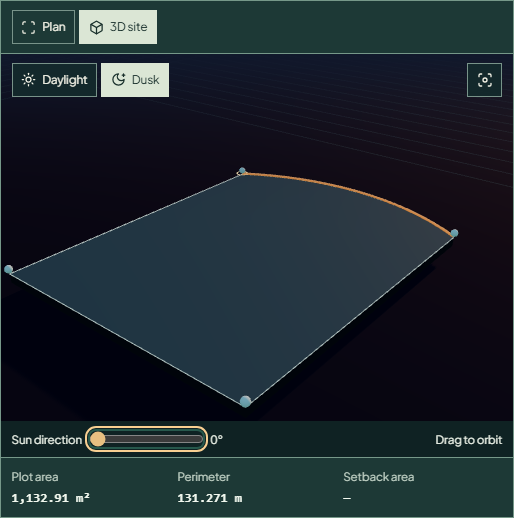 Plan
3D site
Daylight
Dusk
Sun direction
0°
Drag to orbit
Plot area
Perimeter
Setback area
1,132.91 m²
131.271 m
—